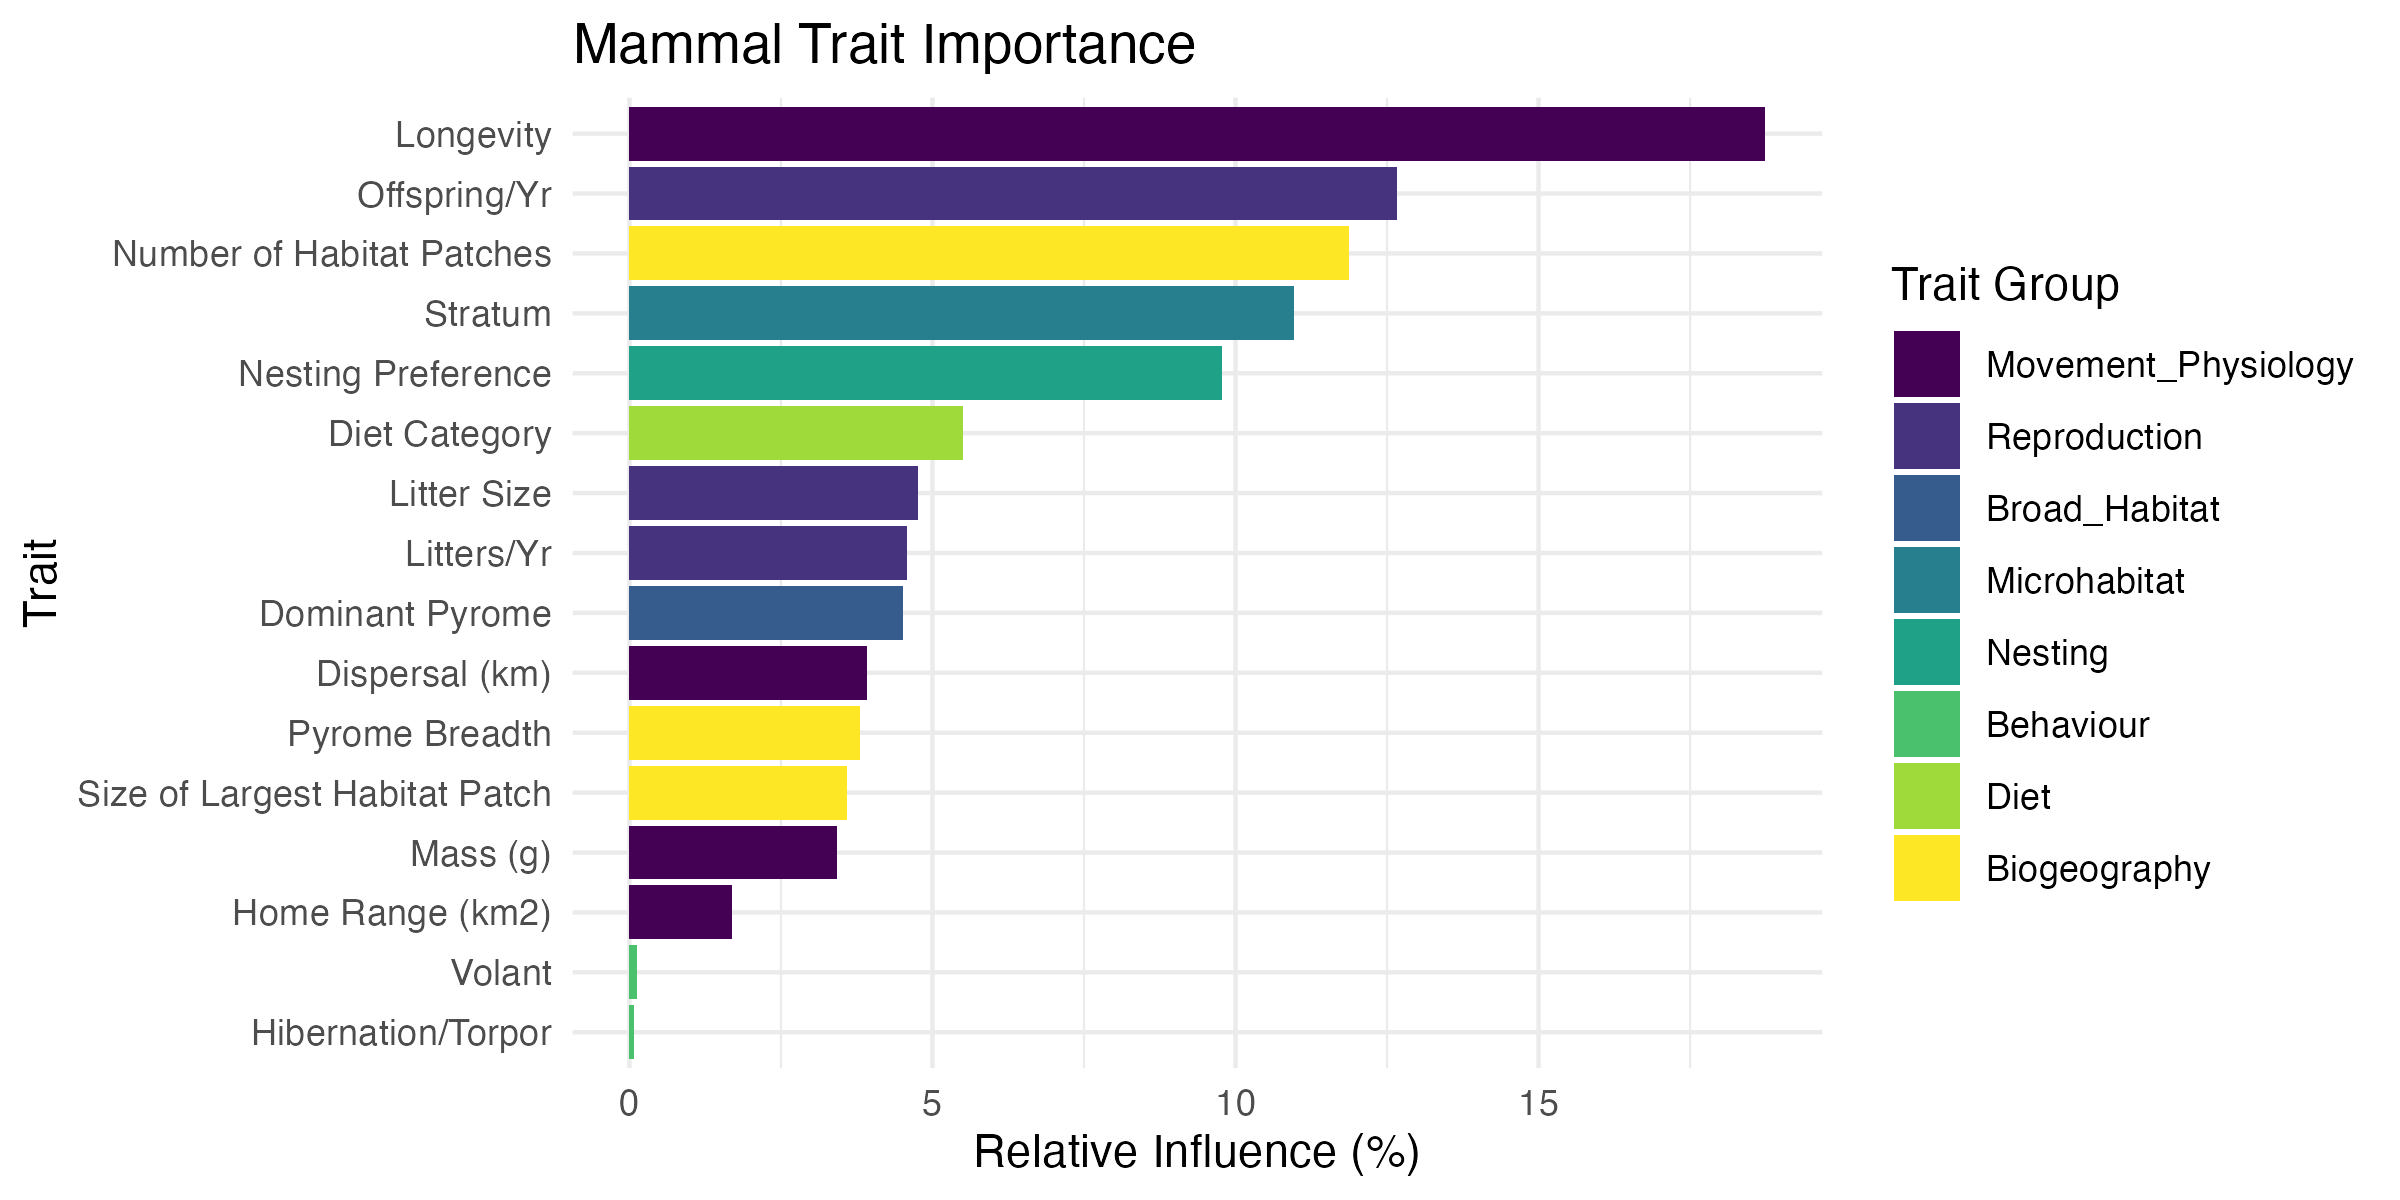 Mammal Trait Importance
Trait
Longevity
Offspring/Yr
Number of Habitat Patches
Stratum
Nesting Preference
Diet Category
Litter Size
Litters/Yr
Dominant Pyrome
Dispersal (km)
Pyrome Breadth
Size of Largest Habitat Patch
Mass (g)
Home Range (km2)
Volant
Hibernation/Torpor
0 5 10 15
Relative Influence (%)
Trait Group
Movement_Physiology
Reproduction
Broad_Habitat
Microhabitat
Nesting
Behaviour
Diet
Biogeography